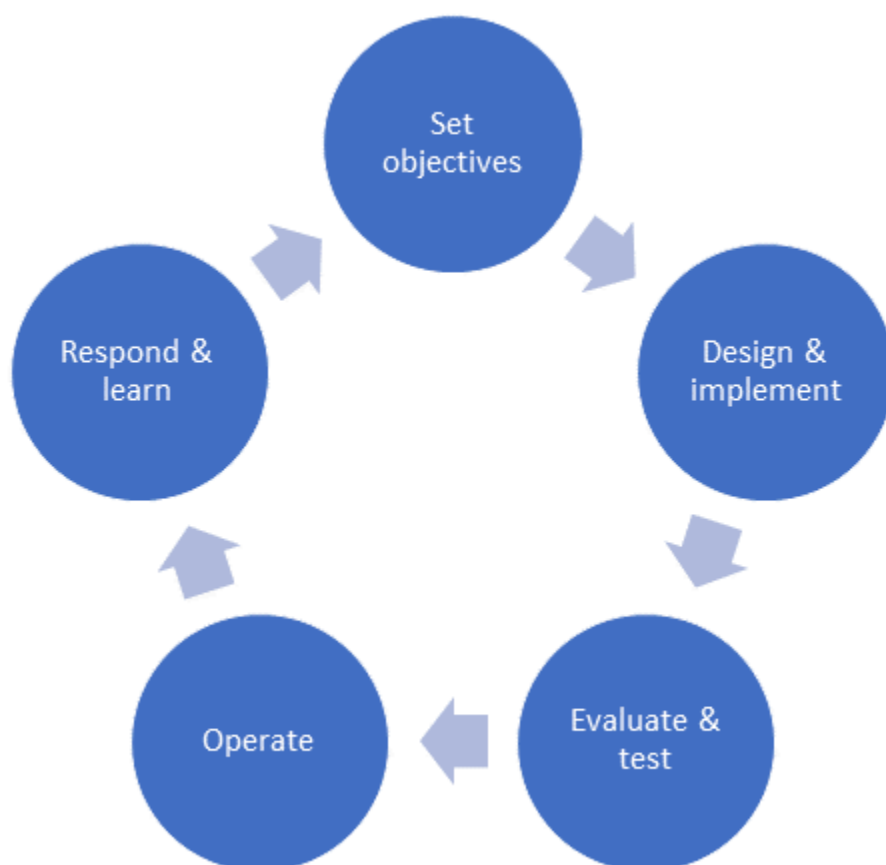 Set
objectives
Design &
implement
Evaluate &
test
Operate
Respond &
learn